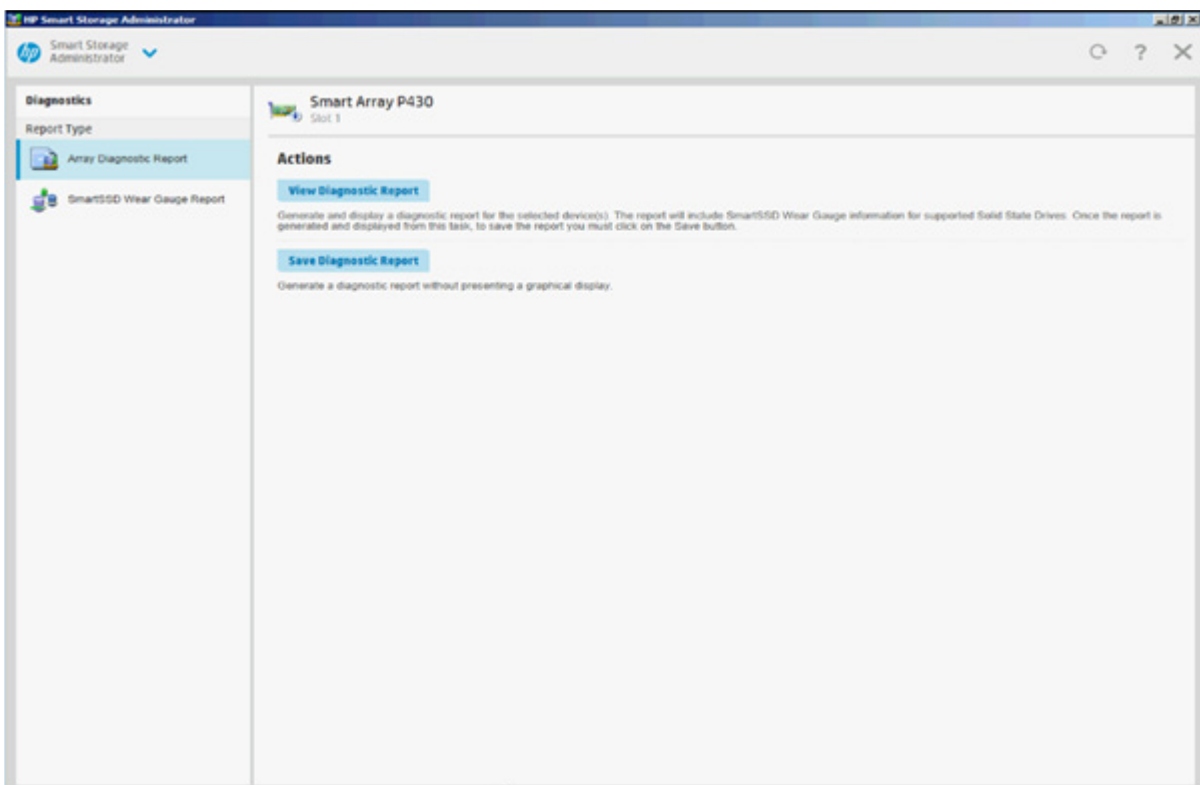 HP Smart Storage Administrator
hp
Smart Storage
Administrator
?
Diagnostics
Report Type
Array Diagnostic Report
SmartSSD Wear Gauge Report
Smart Array P430
Slot 1
Actions
View Diagnostic Report
Generate and display a diagnostic report for the selected device(s). The report will include SmartSSD Wear Gauge information for supported Solid State Drives. Once the report is
generated and displayed from this task, to save the report you must click on the Save button.
Save Diagnostic Report
Generate a diagnostic report without presenting a graphical display.